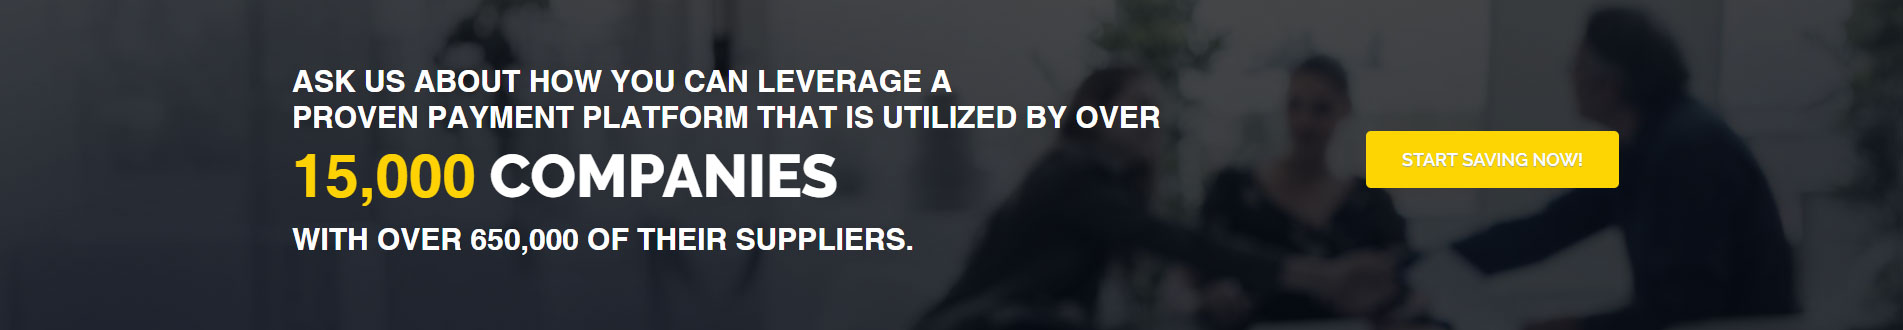 ASK US ABOUT HOW YOU CAN LEVERAGE A
PROVEN PAYMENT PLATFORM THAT IS UTILIZED BY OVER
15,000 COMPANIES
WITH OVER 650,000 OF THEIR SUPPLIERS.
START SAVING NOW!